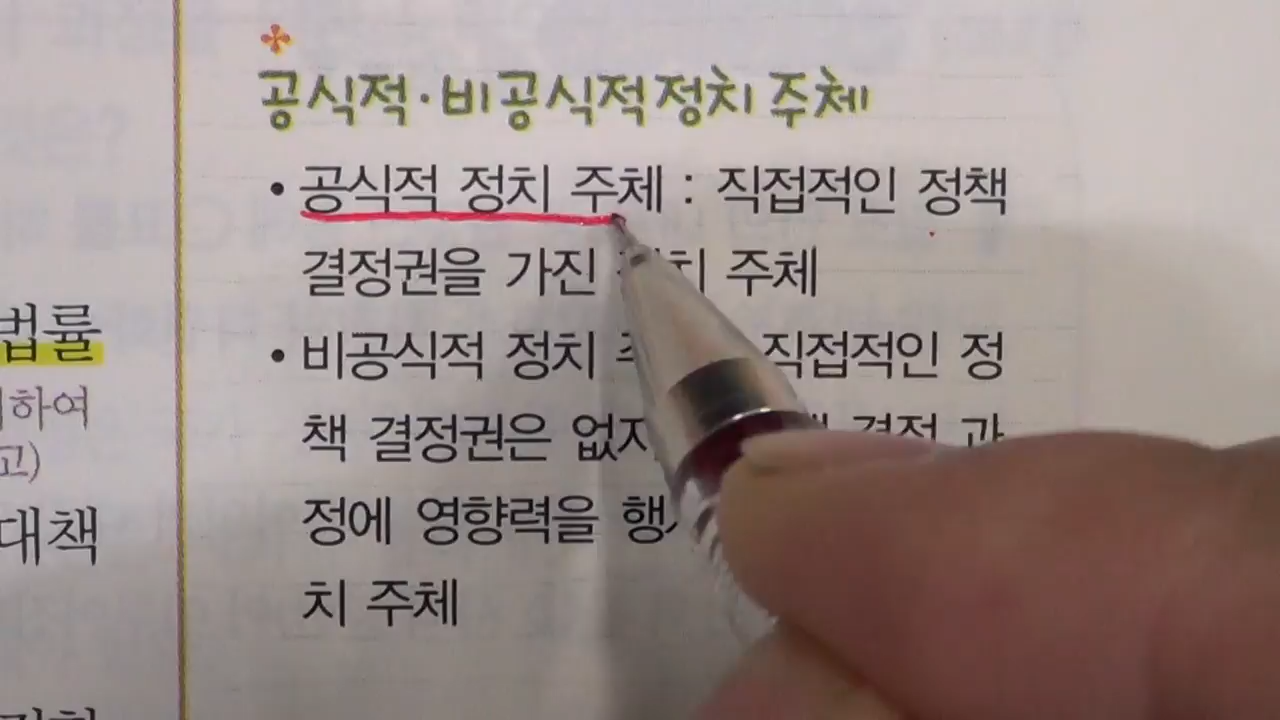 공식적·비공식적 정치 주체
• 공식적 정치 주체 : 직접적인 정책
결정권을 가진 주체
• 비공식적 정치 직접적인 정
책 결정권은 결정 과
정에 영향력을
치 주체
법률
하여
고)
대책